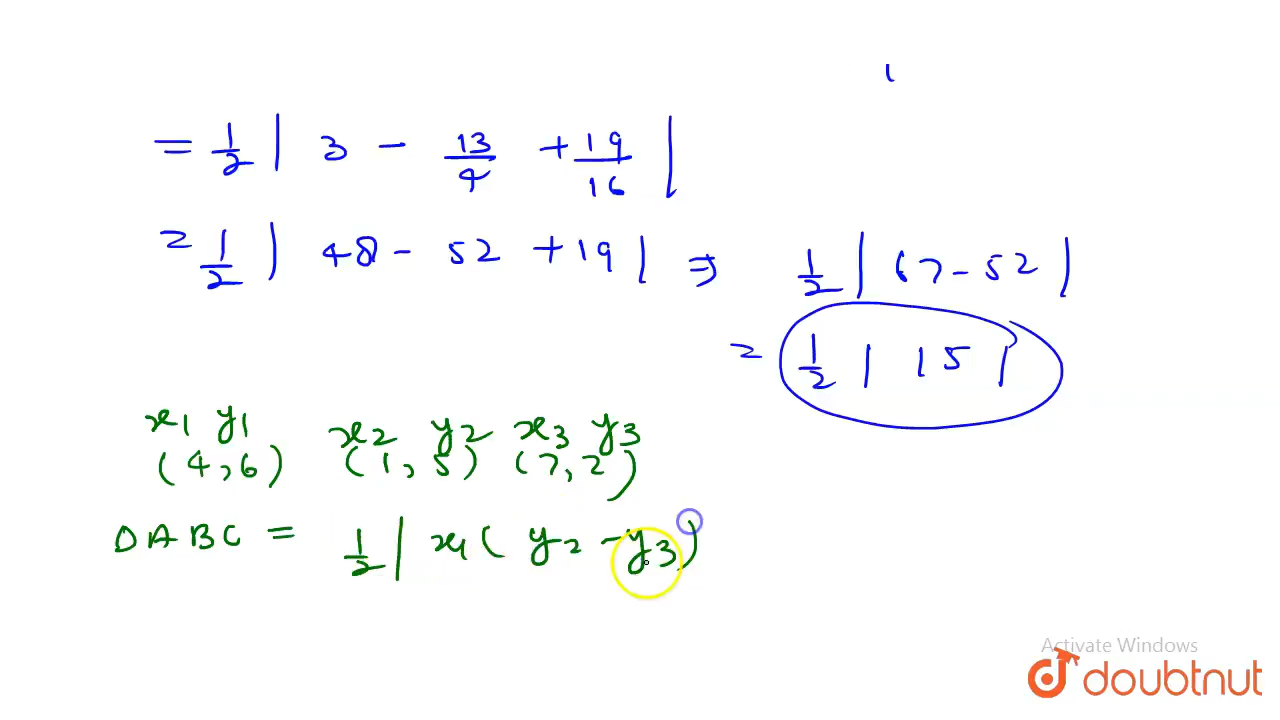 = 1/2 | 3 - 13/4 + 19/16 |
= 1/2 | 48 - 52 + 19 | ⇒ 1/2 | 67 - 52 |
= 1/2 | 15 |
x1 y1 x2 y2 x3 y3
(4,6) (1,5) (7,2)
△ABC = 1/2 | x1 ( y2 - y3 )
Activate Windows
doubtnut